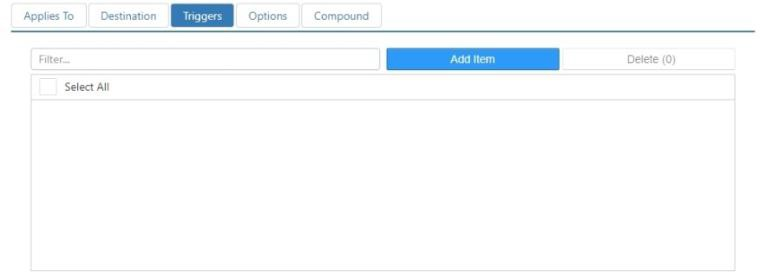 Applies To Destination Triggers Options Compound
Filter... Add Item Delete (0)
Select All